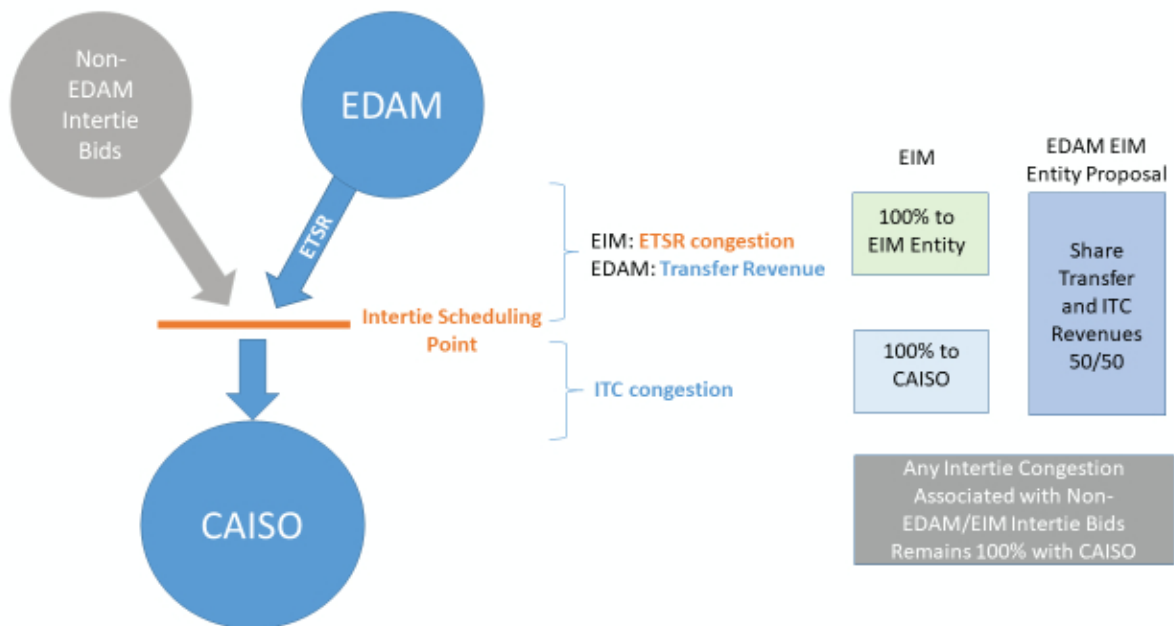 Non-
EDAM
Intertie
Bids
EDAM
ETSR
Intertie Scheduling
Point
CAISO
EIM: ETSR congestion
EDAM: Transfer Revenue
ITC congestion
EIM
100% to
EIM Entity
100% to
CAISO
EDAM EIM
Entity Proposal
Share
Transfer
and ITC
Revenues
50/50
Any Intertie Congestion
Associated with Non-
EDAM/EIM Intertie Bids
Remains 100% with CAISO